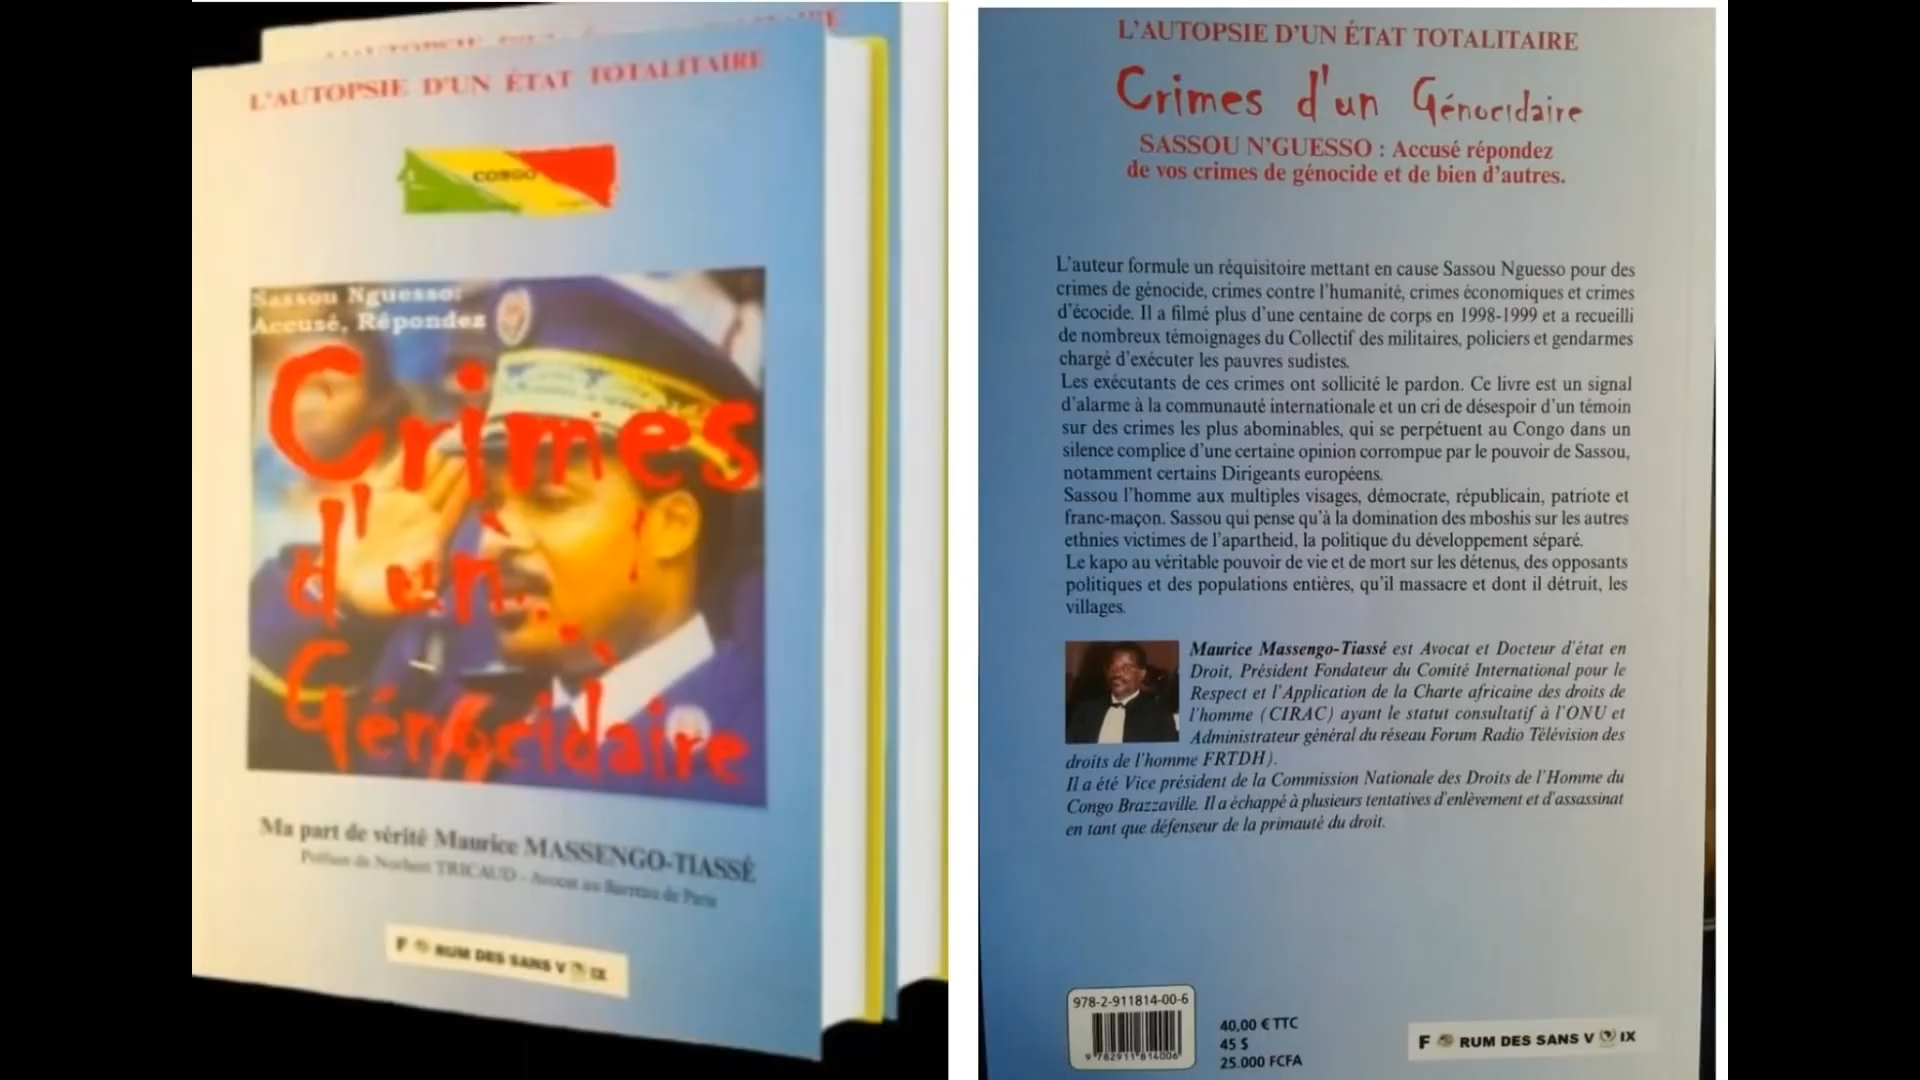 L'AUTOPSIE D'UN ÉTAT TOTALITAIRE
CONGO
Sassou Nguesso:
Accusé, Répondez
Crimes
d'un
Génocidaire
Ma part de vérité Maurice MASSENGO-TIASSÉ
Préface de Norbert TRICAUD - Avocat au Barreau de Paris
F RUM DES SANS V IX
L'AUTOPSIE D'UN ÉTAT TOTALITAIRE
Crimes d'un Génocidaire
SASSOU N'GUESSO : Accusé répondez
de vos crimes de génocide et de bien d'autres.
L'auteur formule un réquisitoire mettant en cause Sassou Nguesso pour des
crimes de génocide, crimes contre l'humanité, crimes économiques et crimes
d'écocide. Il a filmé plus d'une centaine de corps en 1998-1999 et a recueilli
de nombreux témoignages du Collectif des militaires, policiers et gendarmes
chargé d'exécuter les pauvres sudistes.
Les exécutants de ces crimes ont sollicité le pardon. Ce livre est un signal
d'alarme à la communauté internationale et un cri de désespoir d'un témoin
sur des crimes les plus abominables, qui se perpétuent au Congo dans un
silence complice d'une certaine opinion corrompue par le pouvoir de Sassou,
notamment certains Dirigeants européens.
Sassou l'homme aux multiples visages, démocrate, républicain, patriote et
franc-maçon. Sassou qui pense qu'à la domination des mboshis sur les autres
ethnies victimes de l'apartheid, la politique du développement séparé.
Le kapo au véritable pouvoir de vie et de mort sur les détenus, des opposants
politiques et des populations entières, qu'il massacre et dont il détruit, les
villages.
Maurice Massengo-Tiassé est Avocat et Docteur d'état en
Droit, Président Fondateur du Comité International pour le
Respect et l'Application de la Charte africaine des droits de
l'homme (CIRAC) ayant le statut consultatif à l'ONU et
Administrateur général du réseau Forum Radio Télévision des
droits de l'homme FRTDH).
Il a été Vice président de la Commission Nationale des Droits de l'Homme du
Congo Brazzaville. Il a échappé à plusieurs tentatives d'enlèvement et d'assassinat
en tant que défenseur de la primauté du droit.
978-2-911814-00-6
9 782911 814006
40,00 € TTC
45 $
25.000 FCFA
F RUM DES SANS V IX